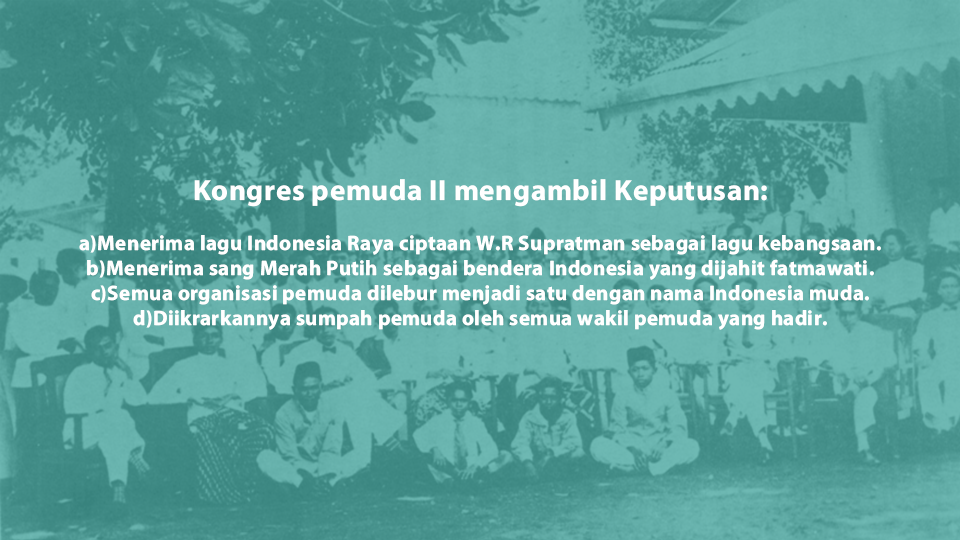 Kongres pemuda II mengambil Keputusan:
a)Menerima lagu Indonesia Raya ciptaan W.R Supratman sebagai lagu kebangsaan.
b)Menerima sang Merah Putih sebagai bendera Indonesia yang dijahit fatmawati.
c)Semua organisasi pemuda dilebur menjadi satu dengan nama Indonesia muda.
d)Diikrarkannya sumpah pemuda oleh semua wakil pemuda yang hadir.